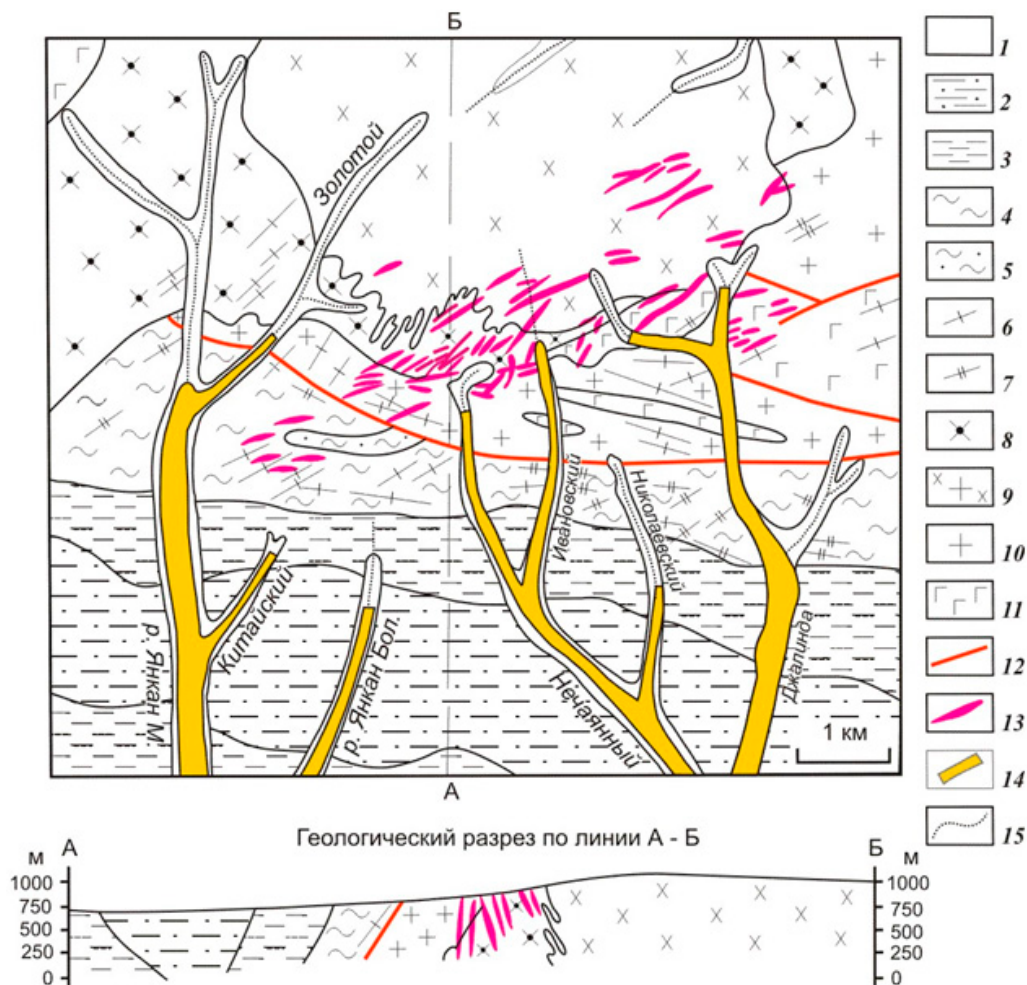 Б
Золотой
Ивановский
Николаевский
Китайский
р. Янкан М.
р. Янкан Бол.
Нечаянный
Джалинда
1 км
А
1
2
3
4
5
6
7
8
9
10
11
12
13
14
15
Геологический разрез по линии А - Б
м А
Б м
1000
750
500
250
0
1000
750
500
250
0